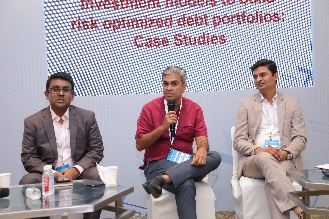 Investment models to build
risk optimized debt portfolios:
Case Studies